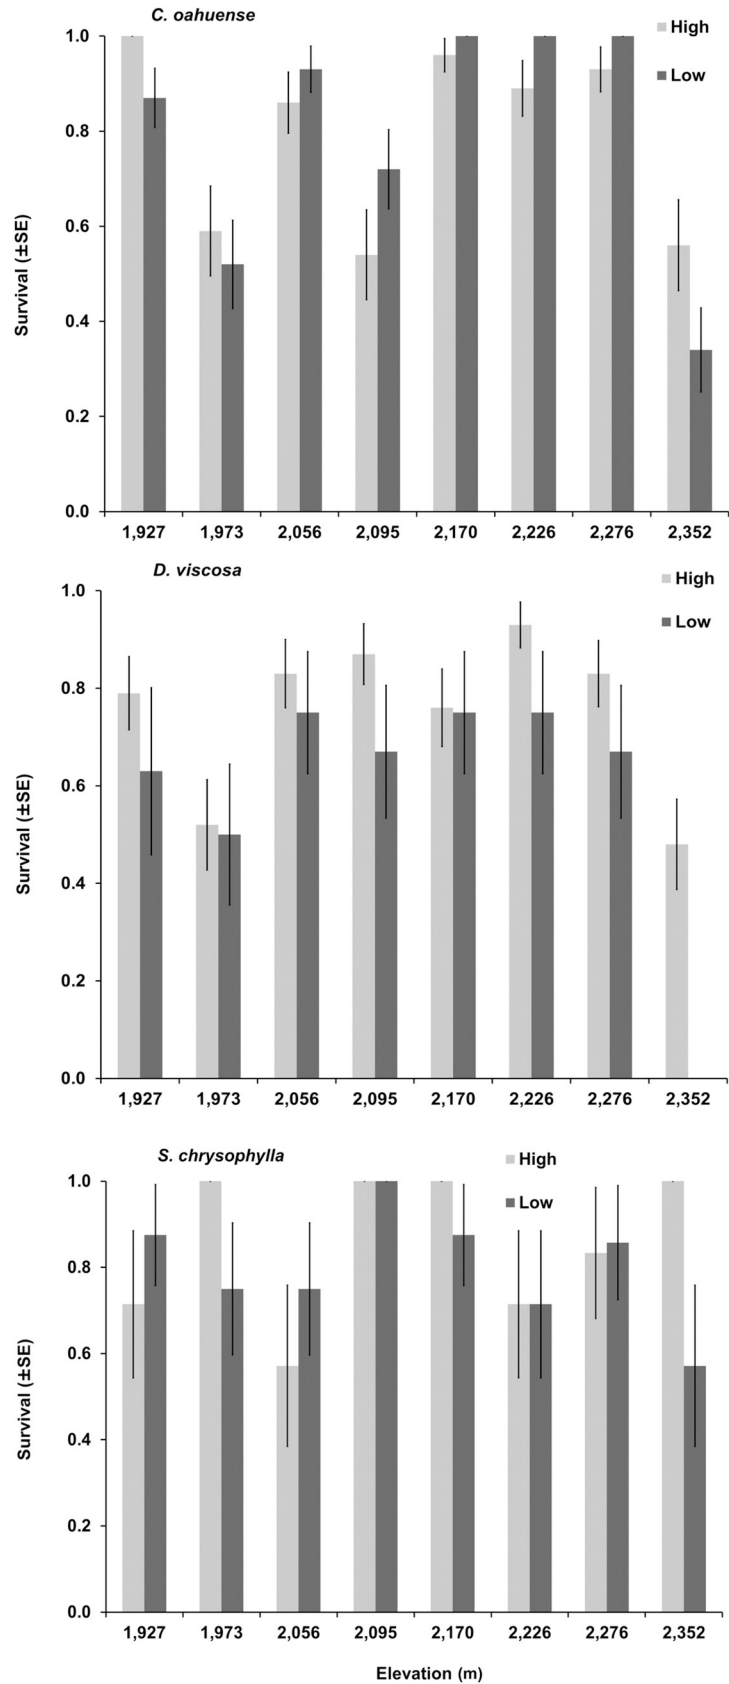 C. oahuense
High
Low
1.0
0.8
0.6
0.4
0.2
0.0
Survival (±SE)
1,927 1,973 2,056 2,095 2,170 2,226 2,276 2,352
D. viscosa
High
Low
1.0
0.8
0.6
0.4
0.2
0.0
Survival (±SE)
1,927 1,973 2,056 2,095 2,170 2,226 2,276 2,352
S. chrysophylla
High
Low
1.0
0.8
0.6
0.4
0.2
0.0
Survival (±SE)
1,927 1,973 2,056 2,095 2,170 2,226 2,276 2,352
Elevation (m)